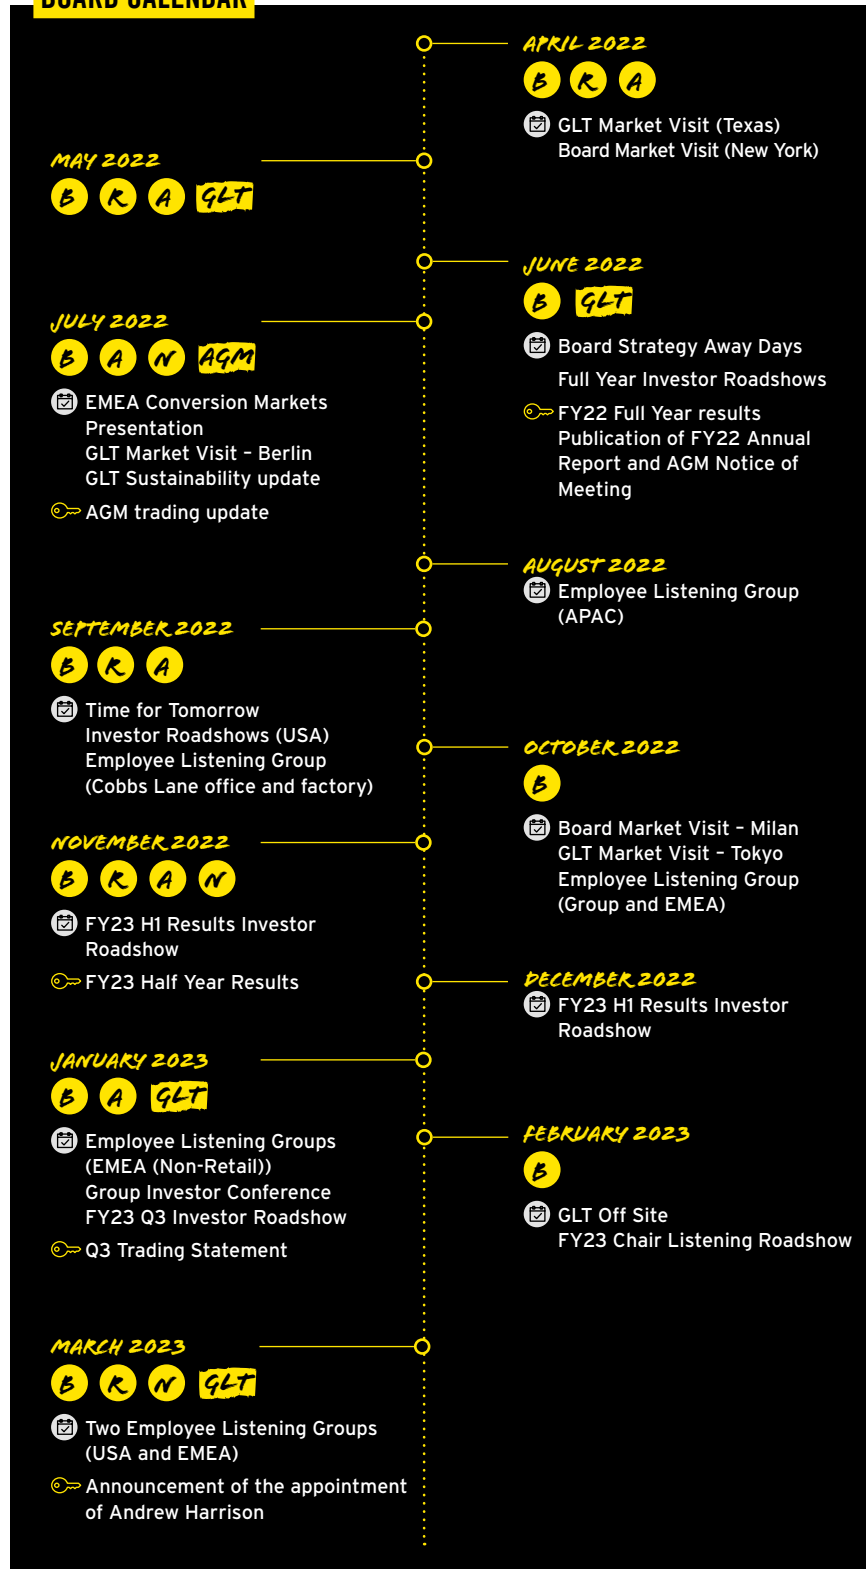 BOARD CALENDAR
APRIL 2022
B R A
GLT Market Visit (Texas)
Board Market Visit (New York)
MAY 2022
B R A GLT
JUNE 2022
B GLT
Board Strategy Away Days
Full Year Investor Roadshows
FY22 Full Year results
Publication of FY22 Annual
Report and AGM Notice of
Meeting
JULY 2022
B A N AGM
EMEA Conversion Markets
Presentation
GLT Market Visit – Berlin
GLT Sustainability update
AGM trading update
AUGUST 2022
Employee Listening Group
(APAC)
SEPTEMBER 2022
B R A
Time for Tomorrow
Investor Roadshows (USA)
Employee Listening Group
(Cobbs Lane office and factory)
OCTOBER 2022
B
Board Market Visit – Milan
GLT Market Visit – Tokyo
Employee Listening Group
(Group and EMEA)
NOVEMBER 2022
B R A N
FY23 H1 Results Investor
Roadshow
FY23 Half Year Results
DECEMBER 2022
FY23 H1 Results Investor
Roadshow
JANUARY 2023
B A GLT
Employee Listening Groups
(EMEA (Non-Retail))
Group Investor Conference
FY23 Q3 Investor Roadshow
Q3 Trading Statement
FEBRUARY 2023
B
GLT Off Site
FY23 Chair Listening Roadshow
MARCH 2023
B R N GLT
Two Employee Listening Groups
(USA and EMEA)
Announcement of the appointment
of Andrew Harrison